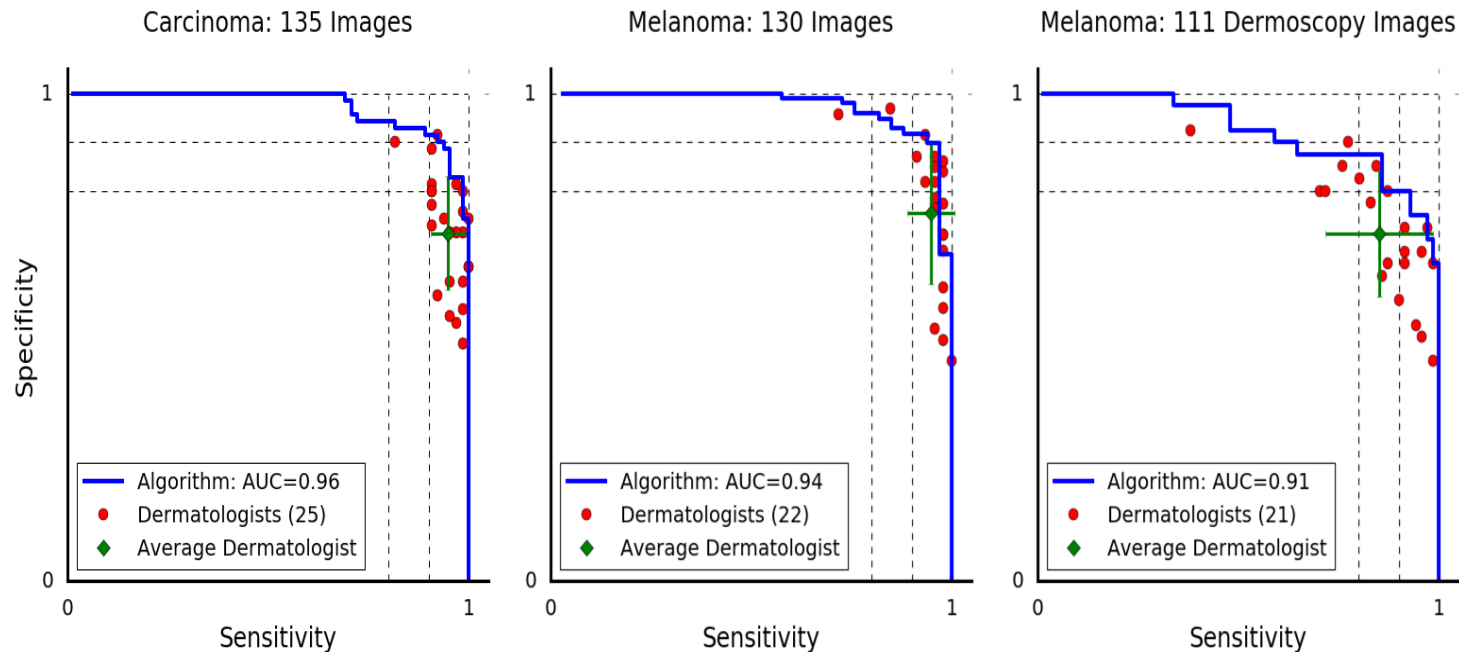 Carcinoma: 135 Images
1
Specificity
Algorithm: AUC=0.96
Dermatologists (25)
Average Dermatologist
0
0
1
Sensitivity
Melanoma: 130 Images
1
Algorithm: AUC=0.94
Dermatologists (22)
Average Dermatologist
0
0
1
Sensitivity
Melanoma: 111 Dermoscopy Images
1
Algorithm: AUC=0.91
Dermatologists (21)
Average Dermatologist
0
0
1
Sensitivity